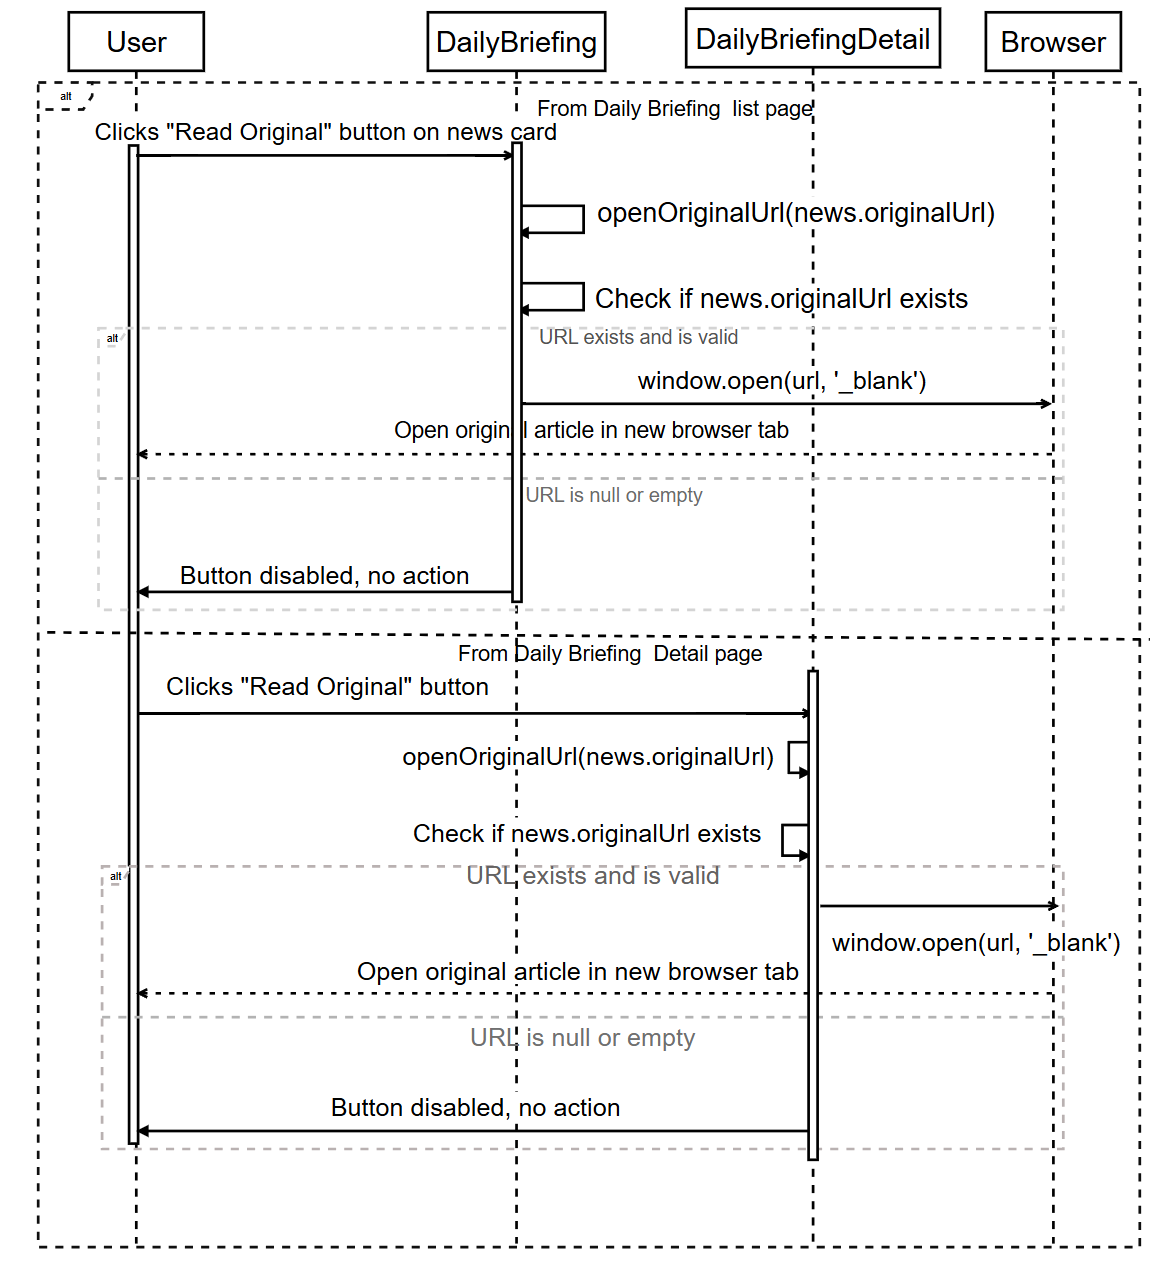 User
DailyBriefing
DailyBriefingDetail
Browser
alt
From Daily Briefing list page
Clicks "Read Original" button on news card
openOriginalUrl(news.originalUrl)
Check if news.originalUrl exists
alt
URL exists and is valid
window.open(url, '_blank')
Open original article in new browser tab
URL is null or empty
Button disabled, no action
From Daily Briefing Detail page
Clicks "Read Original" button
openOriginalUrl(news.originalUrl)
Check if news.originalUrl exists
alt
URL exists and is valid
window.open(url, '_blank')
Open original article in new browser tab
URL is null or empty
Button disabled, no action